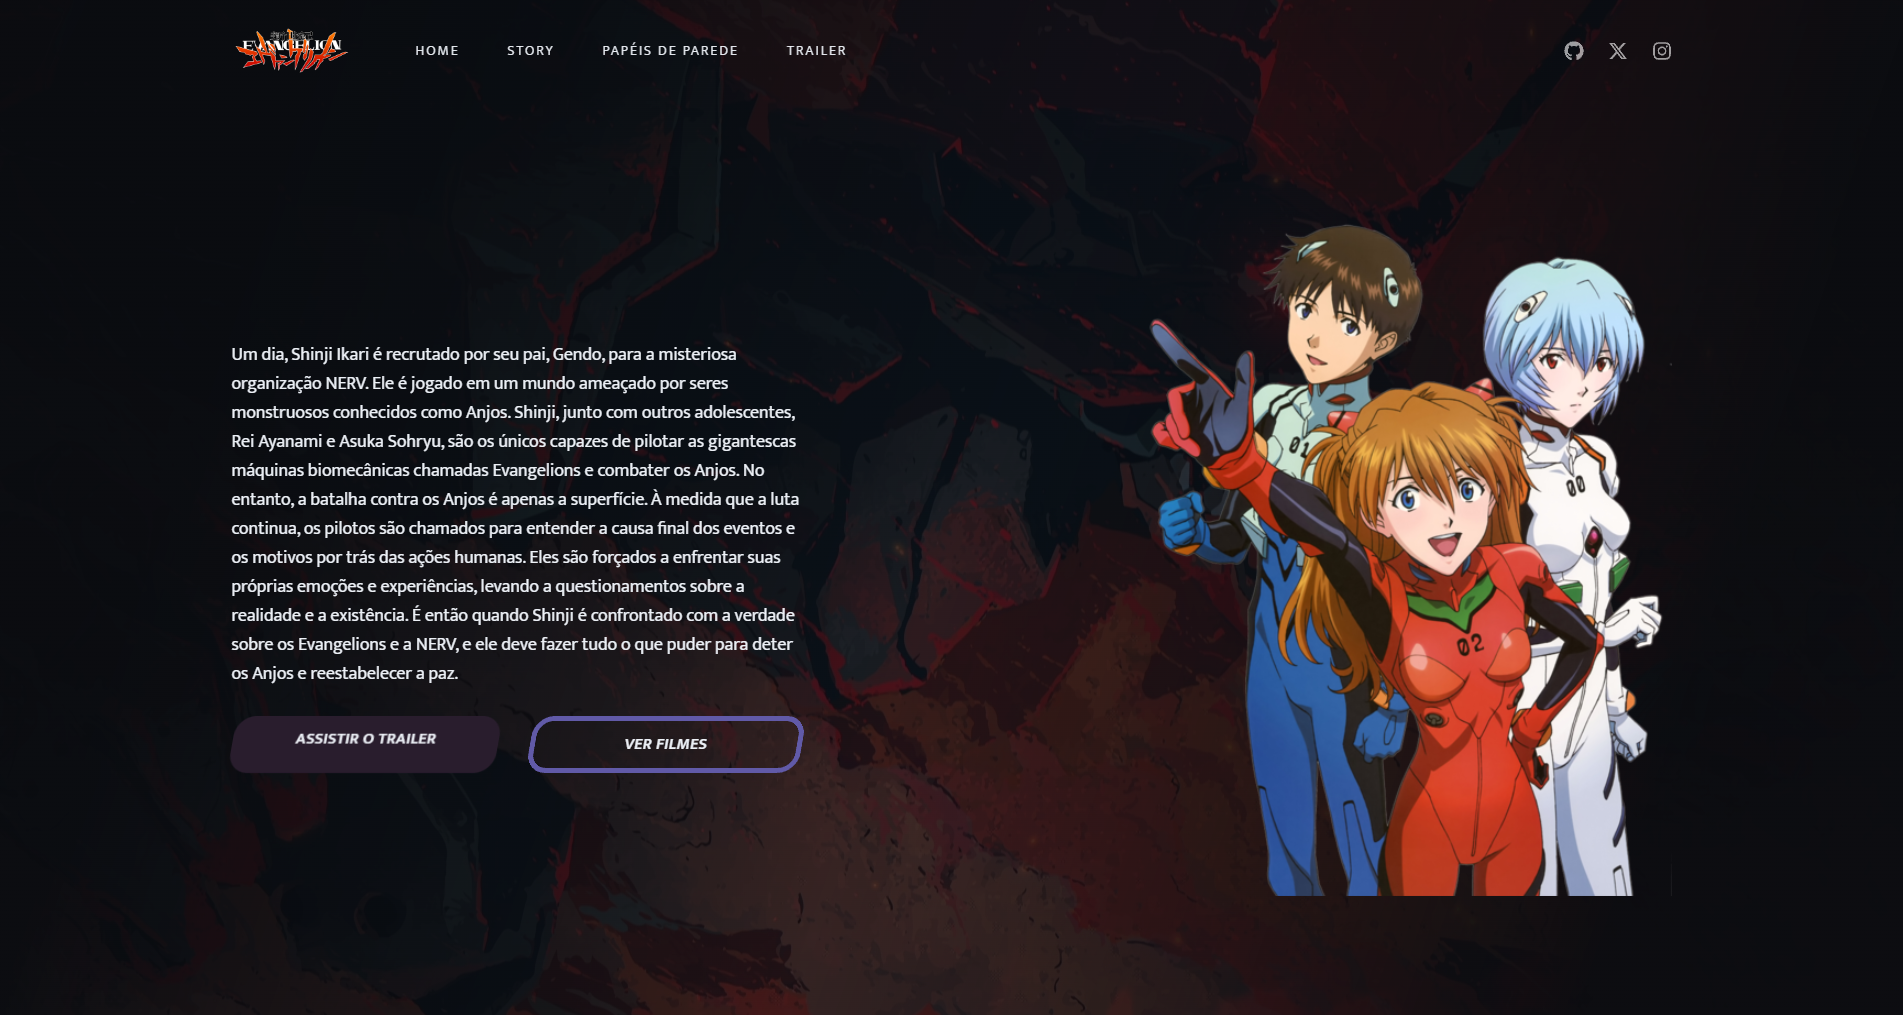 EVANGELION
HOME
STORY
PAPÉIS DE PAREDE
TRAILER
Um dia, Shinji Ikari é recrutado por seu pai, Gendo, para a misteriosa
organização NERV. Ele é jogado em um mundo ameaçado por seres
monstruosos conhecidos como Anjos. Shinji, junto com outros adolescentes,
Rei Ayanami e Asuka Sohryu, são os únicos capazes de pilotar as gigantescas
máquinas biomecânicas chamadas Evangelions e combater os Anjos. No
entanto, a batalha contra os Anjos é apenas a superfície. À medida que a luta
continua, os pilotos são chamados para entender a causa final dos eventos e
os motivos por trás das ações humanas. Eles são forçados a enfrentar suas
próprias emoções e experiências, levando a questionamentos sobre a
realidade e a existência. É então quando Shinji é confrontado com a verdade
sobre os Evangelions e a NERV, e ele deve fazer tudo o que puder para deter
os Anjos e reestabelecer a paz.
ASSISTIR O TRAILER
VER FILMES
01
00
02